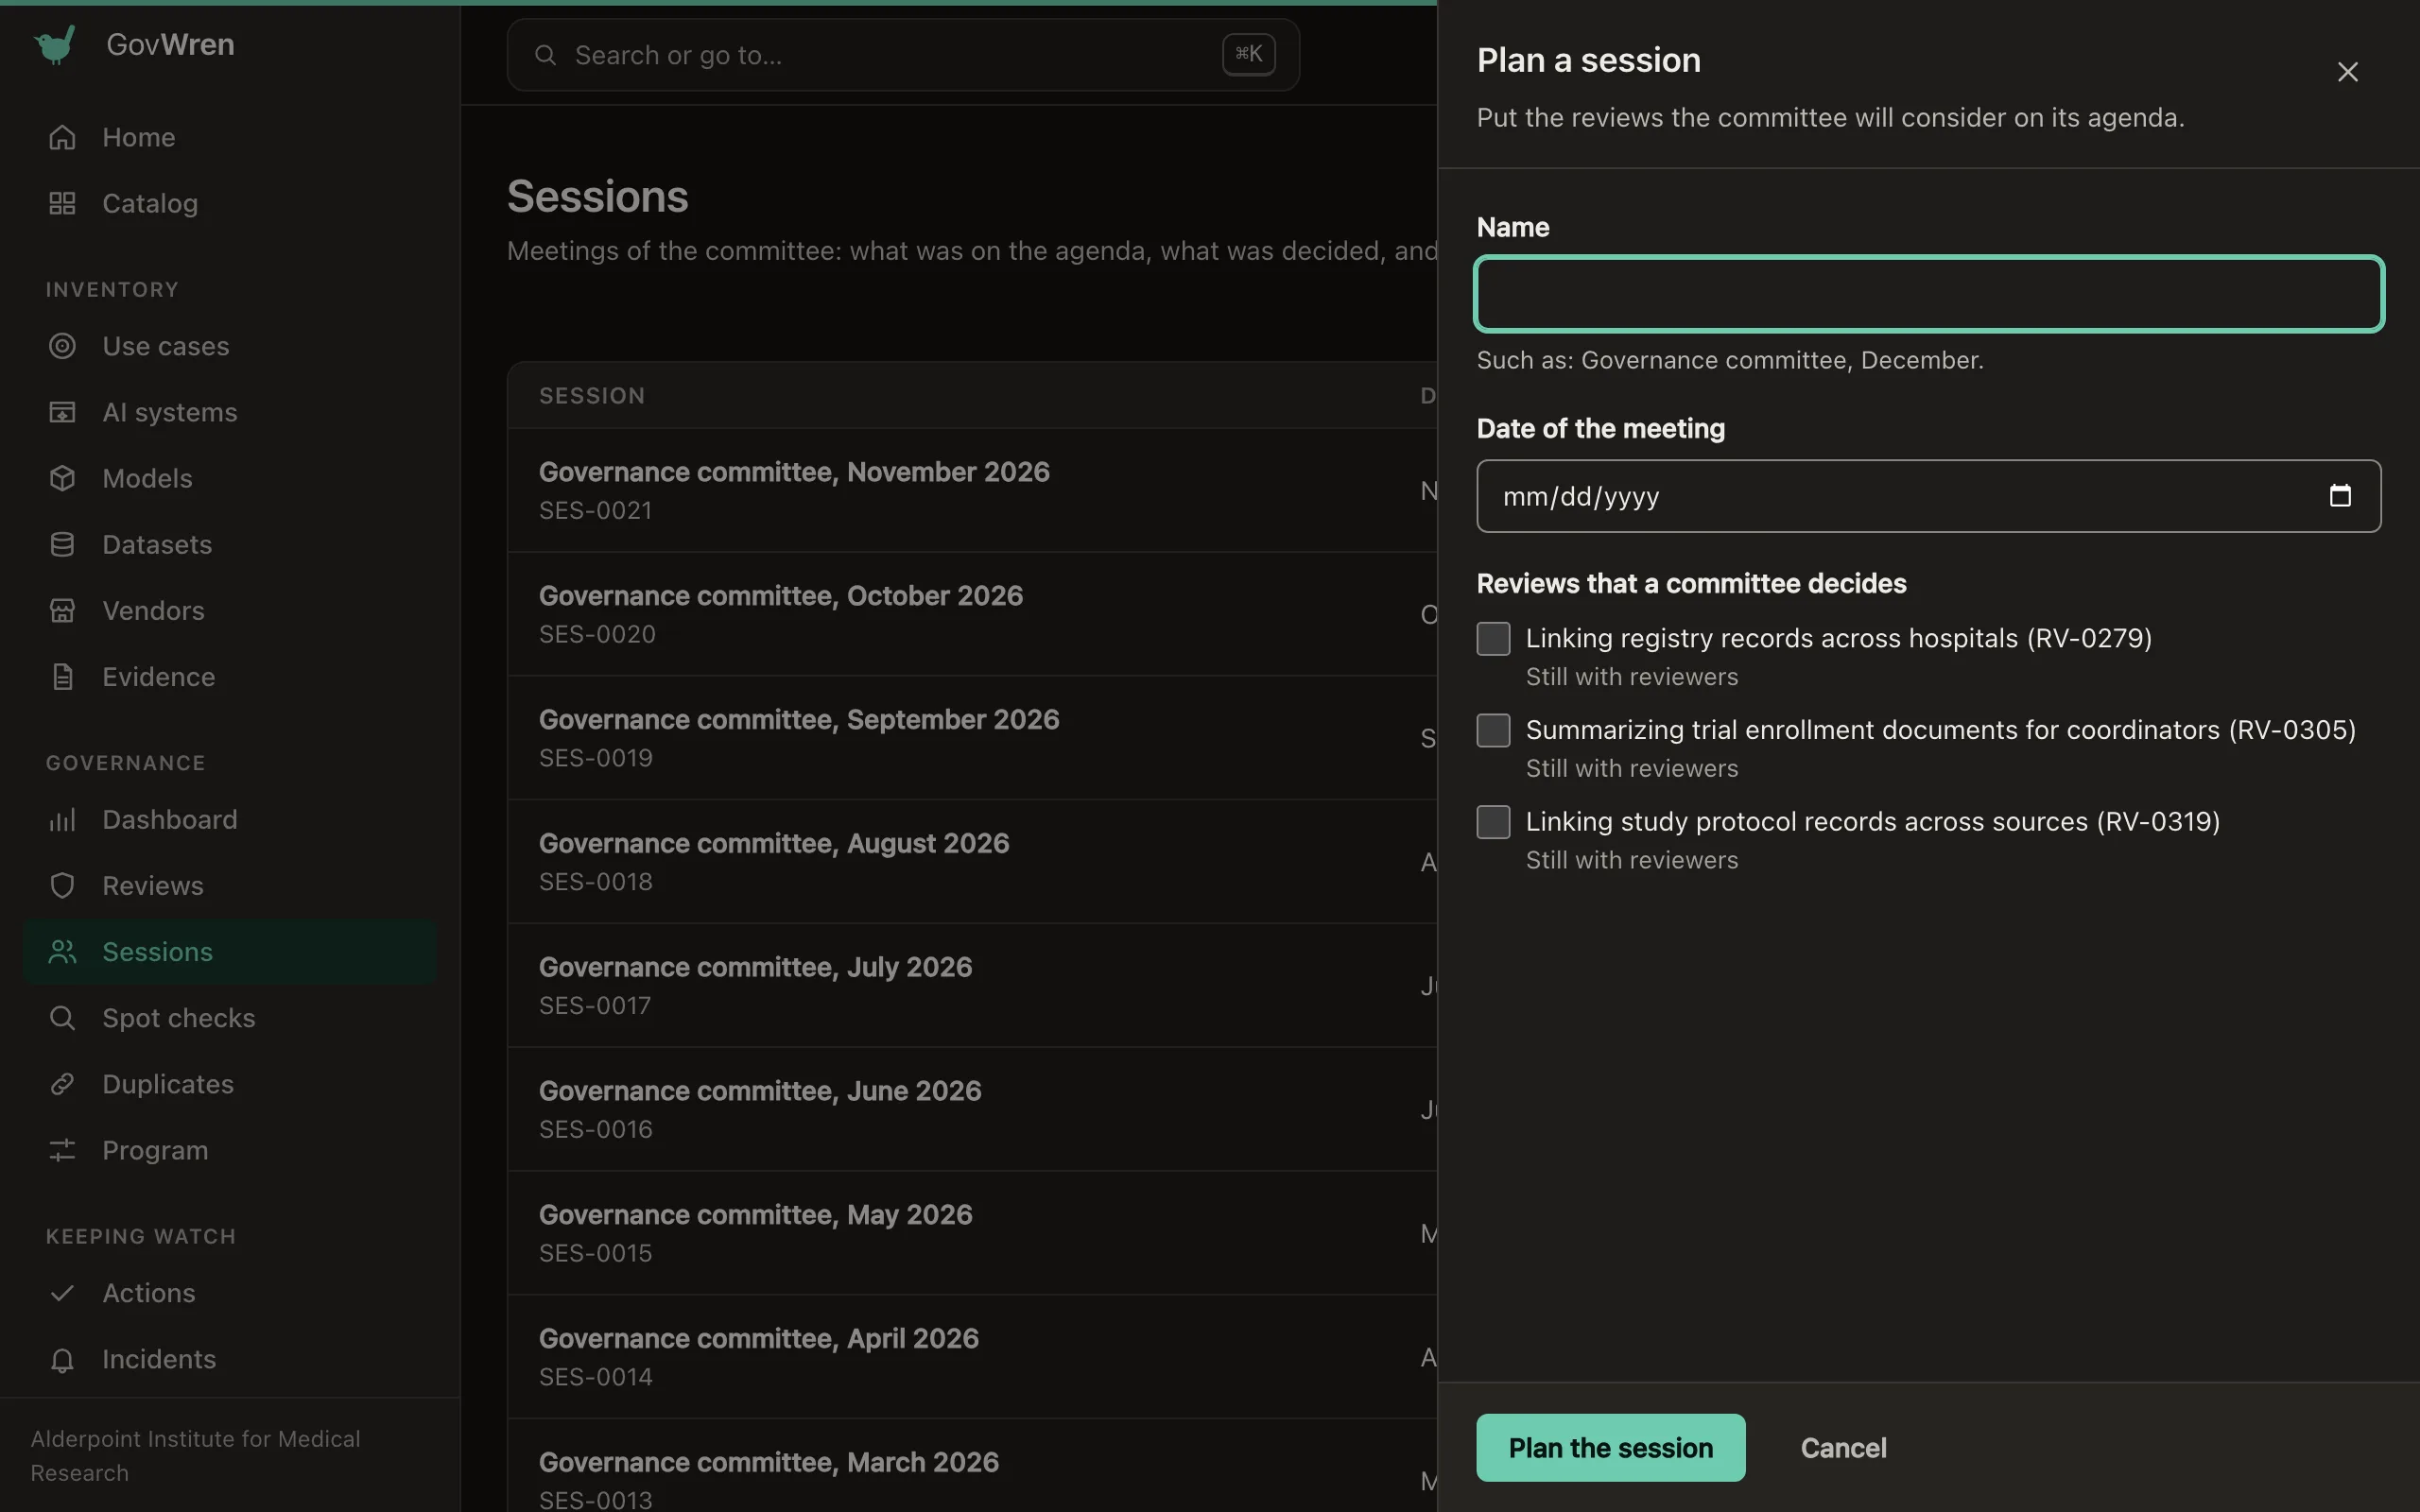 GovWren
Home
Catalog
INVENTORY
Use cases
AI systems
Models
Datasets
Vendors
Evidence
GOVERNANCE
Dashboard
Reviews
Sessions
Spot checks
Duplicates
Program
KEEPING WATCH
Actions
Incidents
Alderpoint Institute for Medical
Research
Search or go to...
⌘K
Sessions
Meetings of the committee: what was on the agenda, what was decided, and
SESSION
Governance committee, November 2026
SES-0021
Governance committee, October 2026
SES-0020
Governance committee, September 2026
SES-0019
Governance committee, August 2026
SES-0018
Governance committee, July 2026
SES-0017
Governance committee, June 2026
SES-0016
Governance committee, May 2026
SES-0015
Governance committee, April 2026
SES-0014
Governance committee, March 2026
SES-0013
Plan a session
Put the reviews the committee will consider on its agenda.
Name
Such as: Governance committee, December.
Date of the meeting
mm/dd/yyyy
Reviews that a committee decides
Linking registry records across hospitals (RV-0279)
Still with reviewers
Summarizing trial enrollment documents for coordinators (RV-0305)
Still with reviewers
Linking study protocol records across sources (RV-0319)
Still with reviewers
Plan the session
Cancel